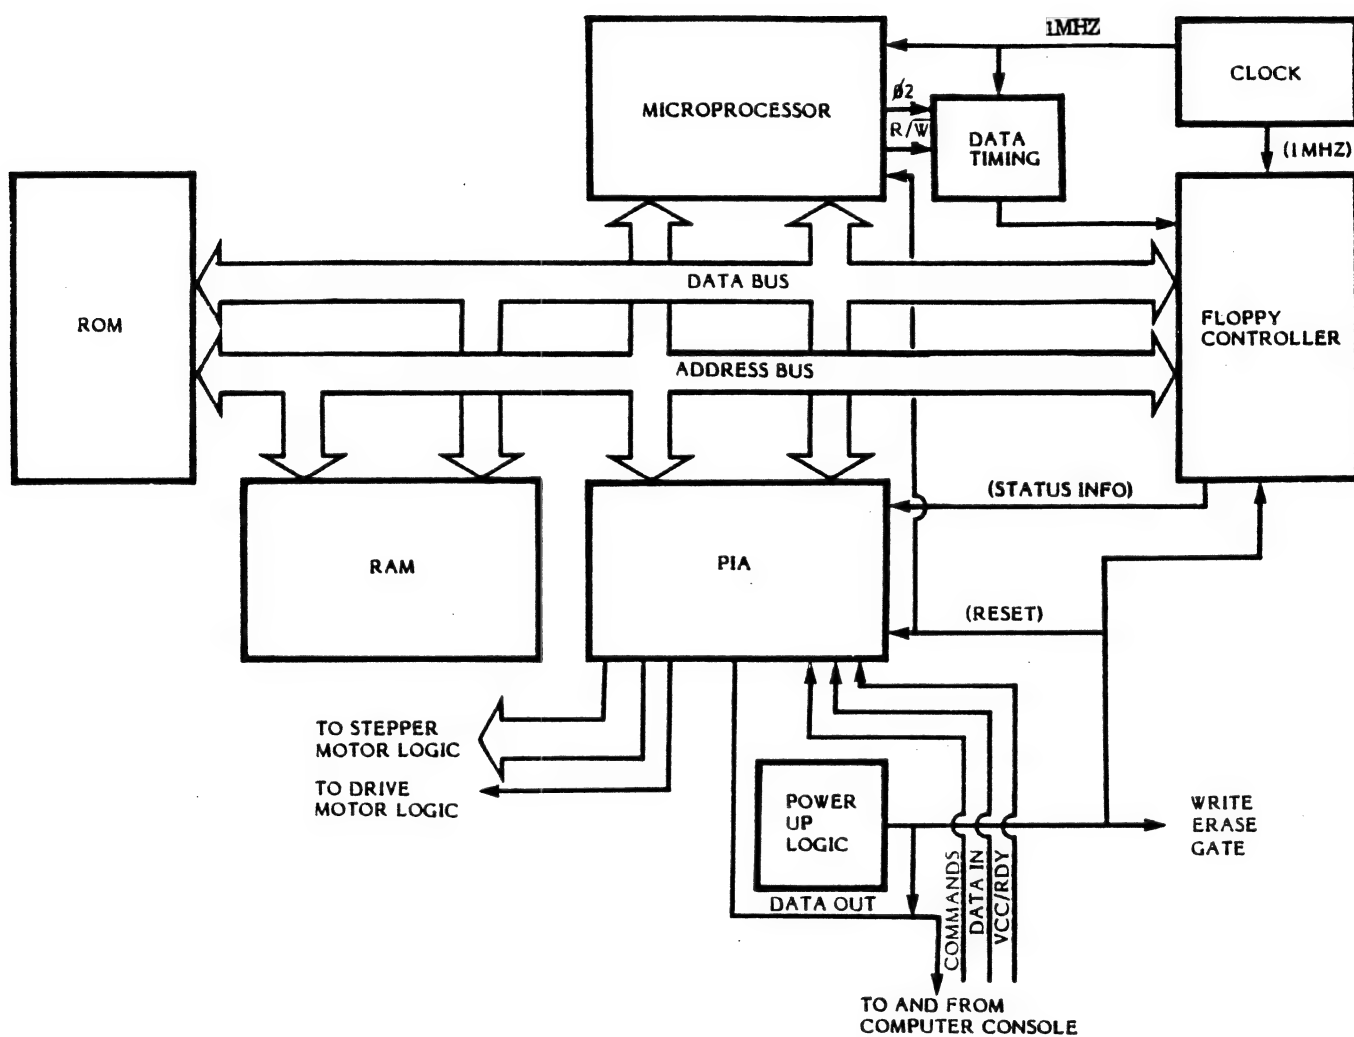 1MHZ
CLOCK
MICROPROCESSOR
ø2
R/W̅
DATA
TIMING
(1MHZ)
ROM
DATA BUS
FLOPPY
CONTROLLER
ADDRESS BUS
(STATUS INFO)
RAM
PIA
(RESET)
TO STEPPER
MOTOR LOGIC
TO DRIVE
MOTOR LOGIC
POWER
UP
LOGIC
WRITE
ERASE
GATE
DATA OUT
COMMANDS
DATA IN
VCC/RDY
TO AND FROM
COMPUTER CONSOLE